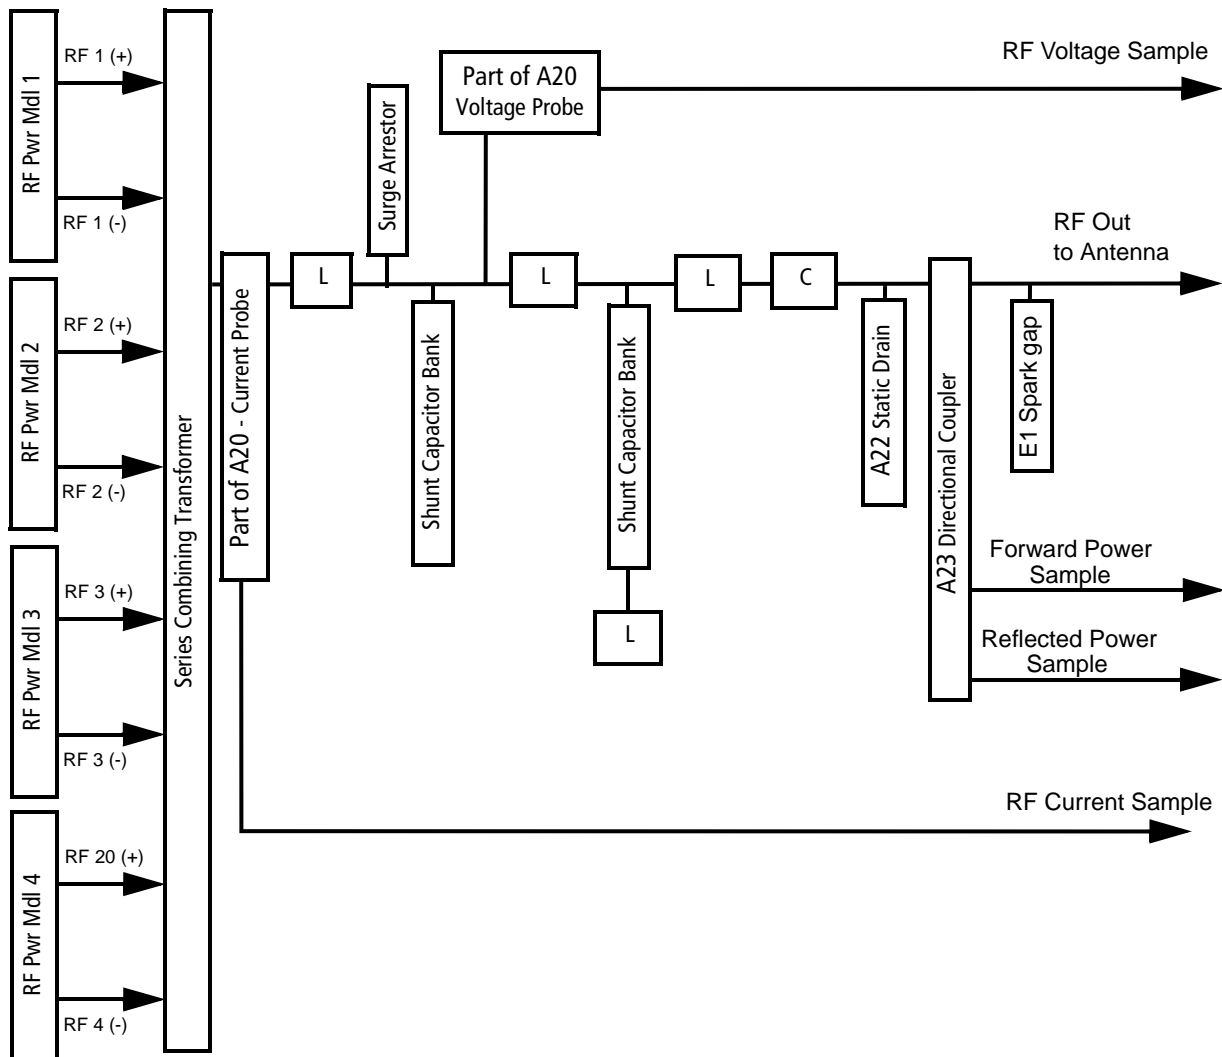 RF Pwr Mdl 1
RF 1 (+)
RF 1 (-)
RF Pwr Mdl 2
RF 2 (+)
RF 2 (-)
RF Pwr Mdl 3
RF 3 (+)
RF 3 (-)
RF Pwr Mdl 4
RF 20 (+)
RF 4 (-)
Series Combining Transformer
Part of A20 - Current Probe
L
Surge Arrestor
Shunt Capacitor Bank
Part of A20
Voltage Probe
L
Shunt Capacitor Bank
L
L
C
A22 Static Drain
A23 Directional Coupler
E1 Spark gap
RF Voltage Sample
RF Out
to Antenna
Forward Power
Sample
Reflected Power
Sample
RF Current Sample